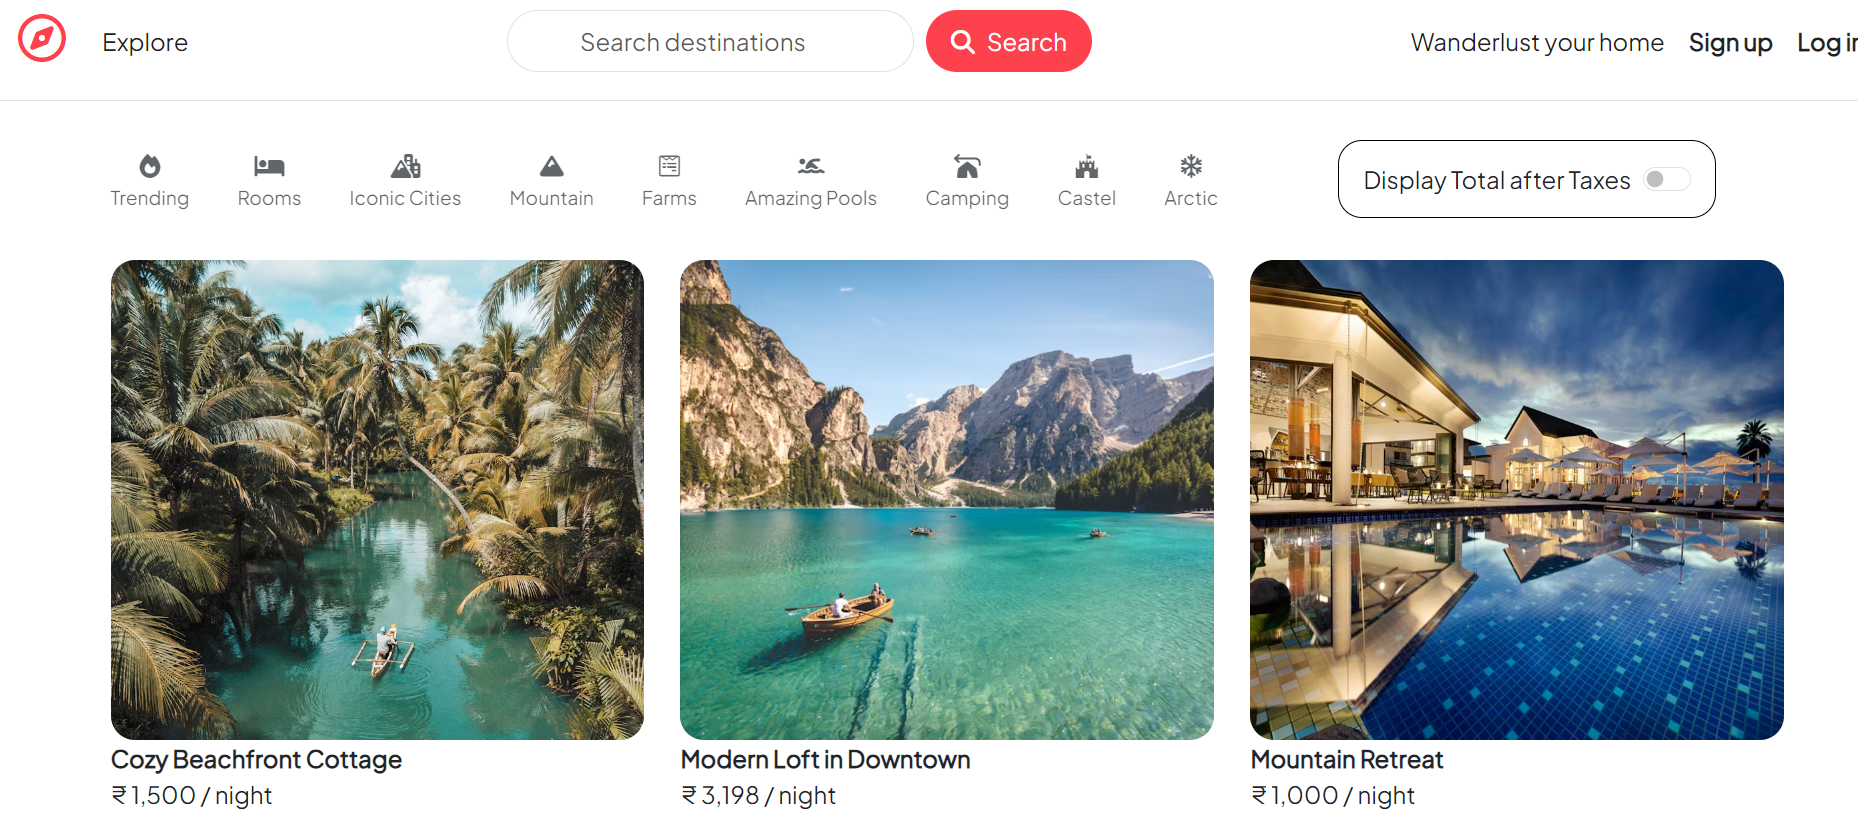 Explore
Search destinations
Search
Wanderlust your home
Sign up
Log in
Trending
Rooms
Iconic Cities
Mountain
Farms
Amazing Pools
Camping
Castel
Arctic
Display Total after Taxes
Cozy Beachfront Cottage
₹ 1,500 / night
Modern Loft in Downtown
₹ 3,198 / night
Mountain Retreat
₹ 1,000 / night